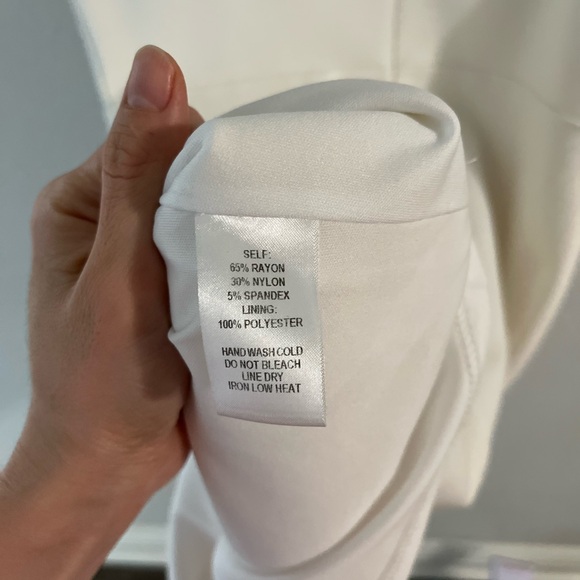 SELF:
65% RAYON
30% NYLON
5% SPANDEX
LINING:
100% POLYESTER
HAND WASH COLD
DO NOT BLEACH
LINE DRY
IRON LOW HEAT